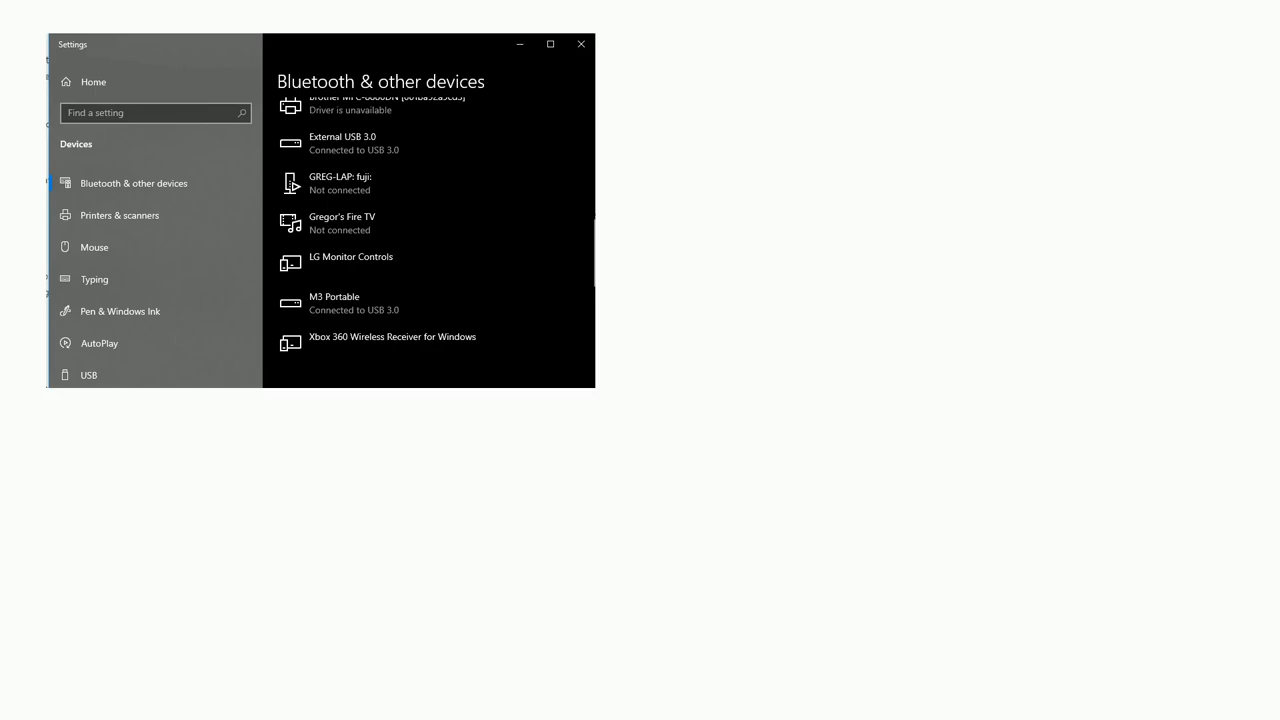 Settings
Home
Find a setting
Devices
Bluetooth & other devices
Printers & scanners
Mouse
Typing
Pen & Windows Ink
AutoPlay
USB
Bluetooth & other devices
Driver is unavailable
External USB 3.0
Connected to USB 3.0
GREG-LAP: fuji:
Not connected
Gregor's Fire TV
Not connected
LG Monitor Controls
M3 Portable
Connected to USB 3.0
Xbox 360 Wireless Receiver for Windows